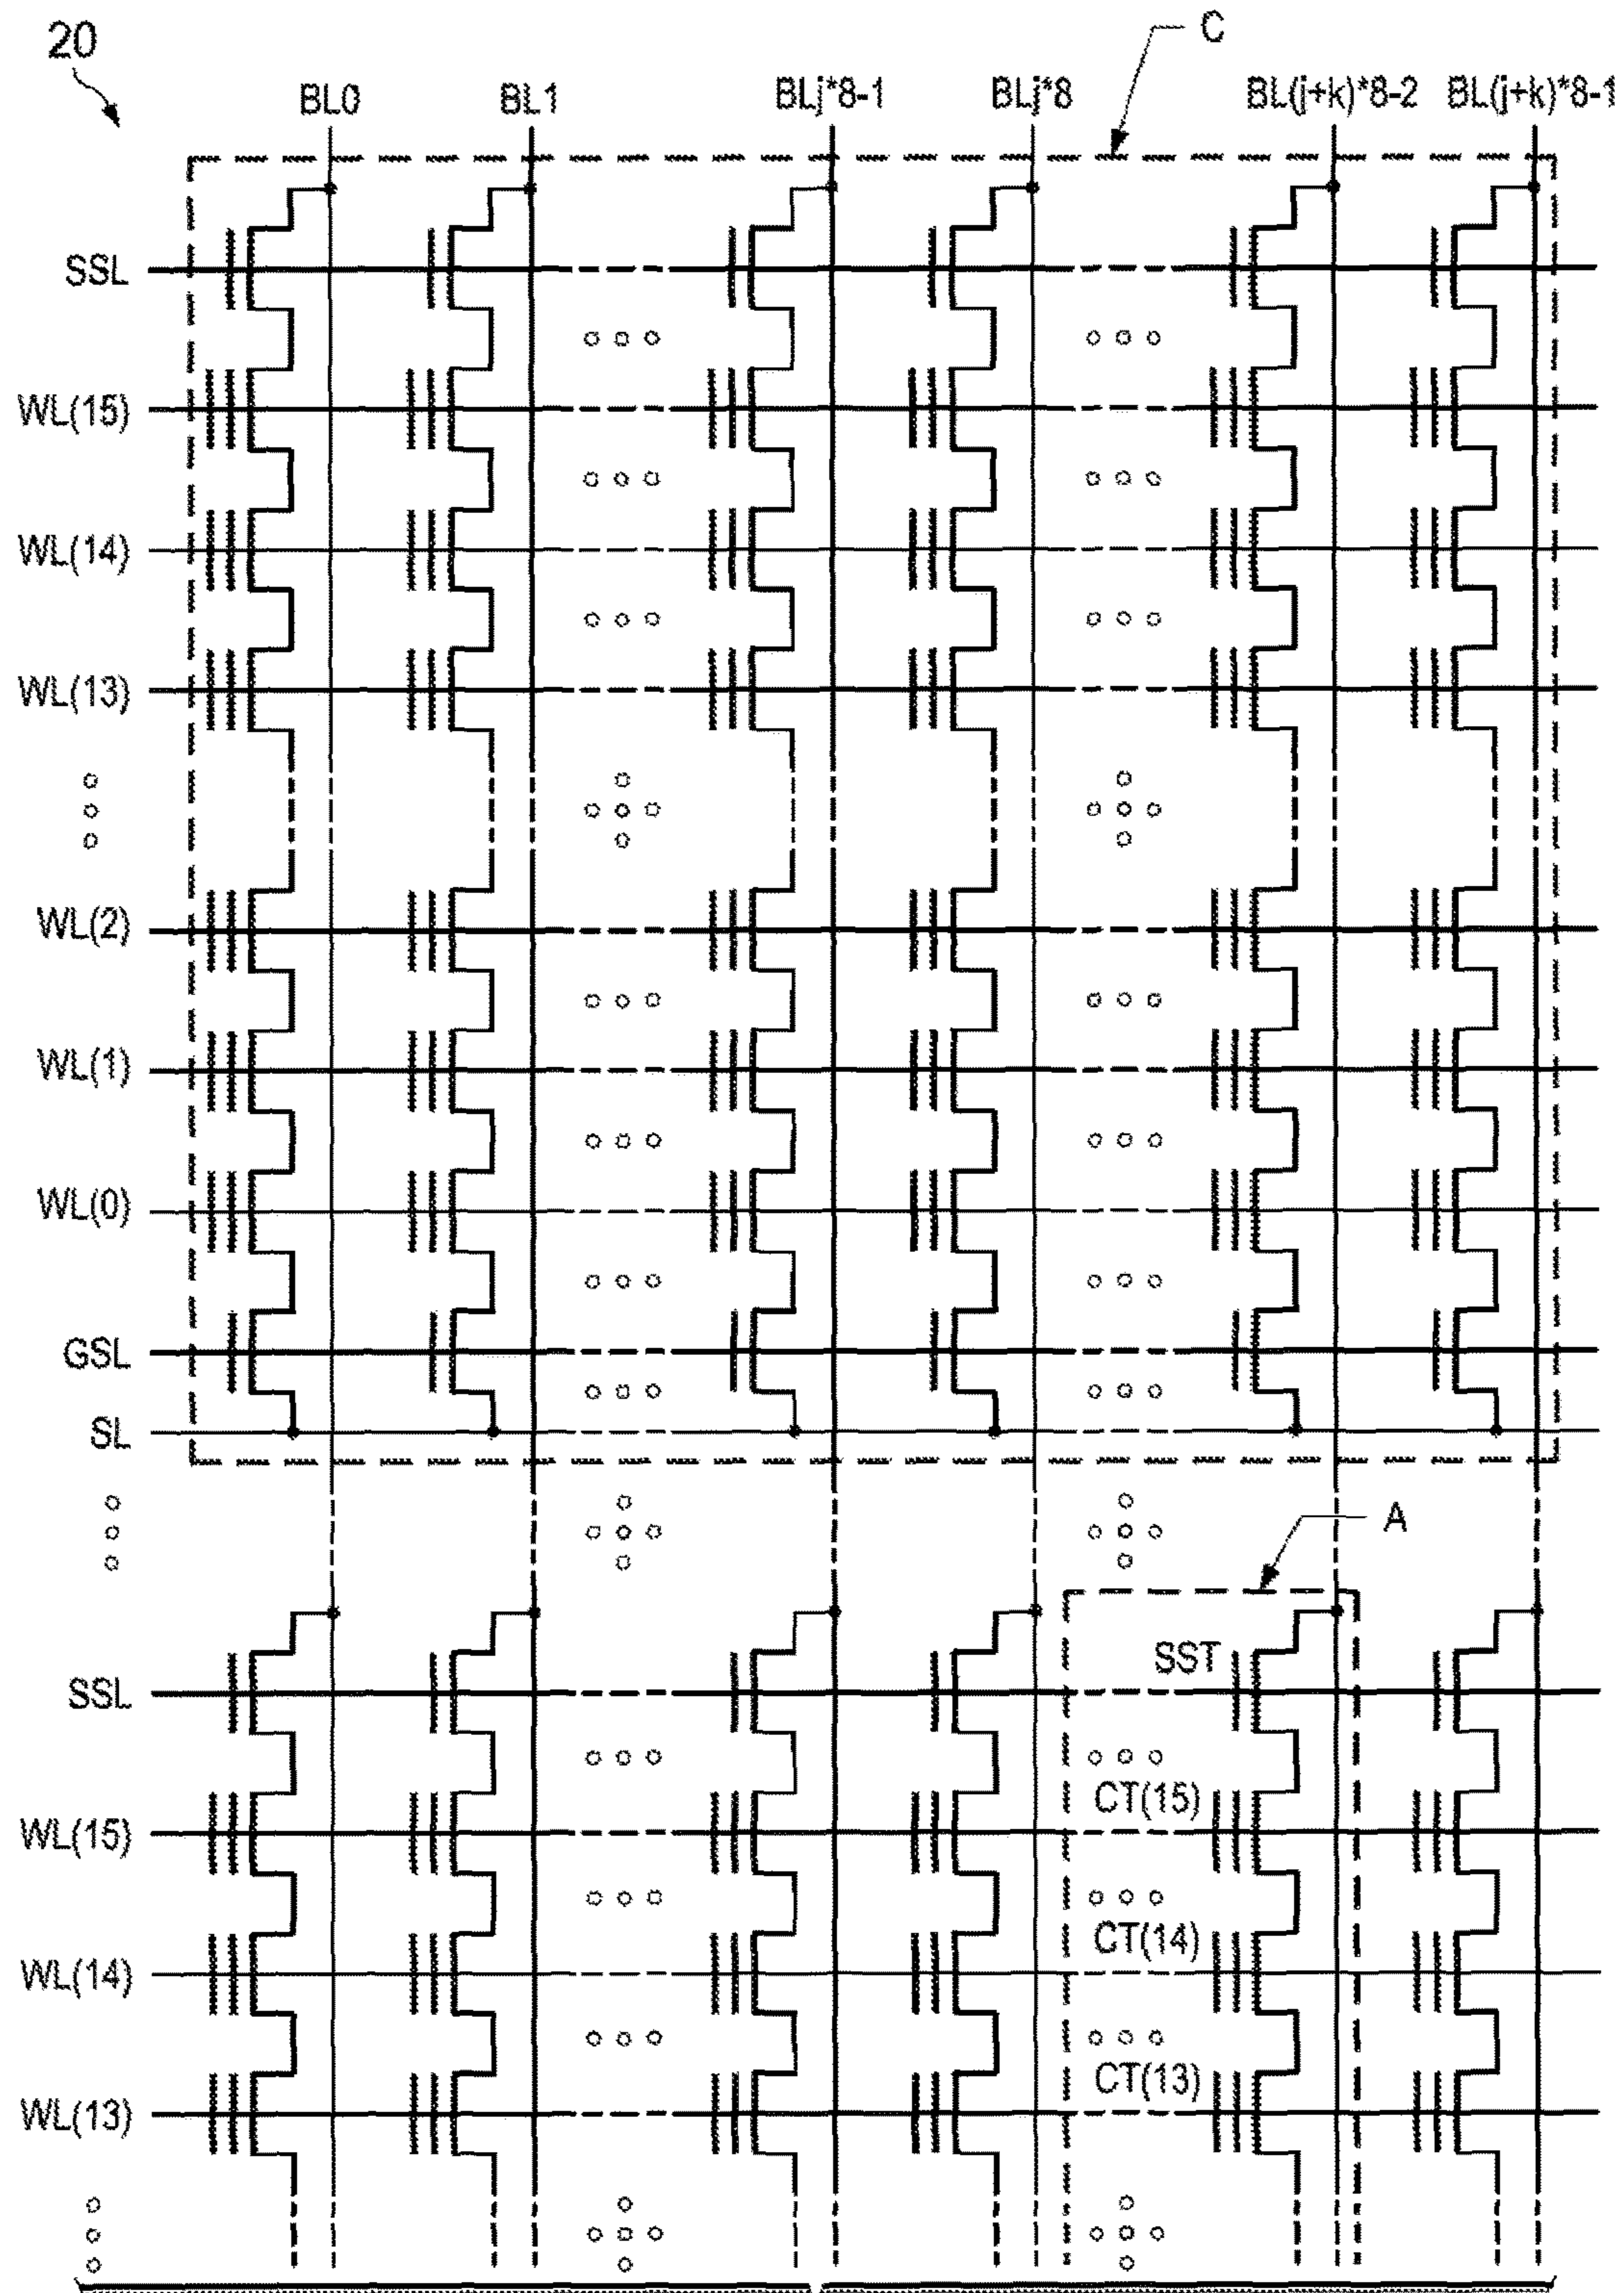 20
C
BL0 BL1 BLj*8-1 BLj*8 BL(j+k)*8-2 BL(j+k)*8-1
SSL
WL(15)
WL(14)
WL(13)
WL(2)
WL(1)
WL(0)
GSL
SL
A
SSL SST
WL(15) CT(15)
WL(14) CT(14)
WL(13) CT(13)